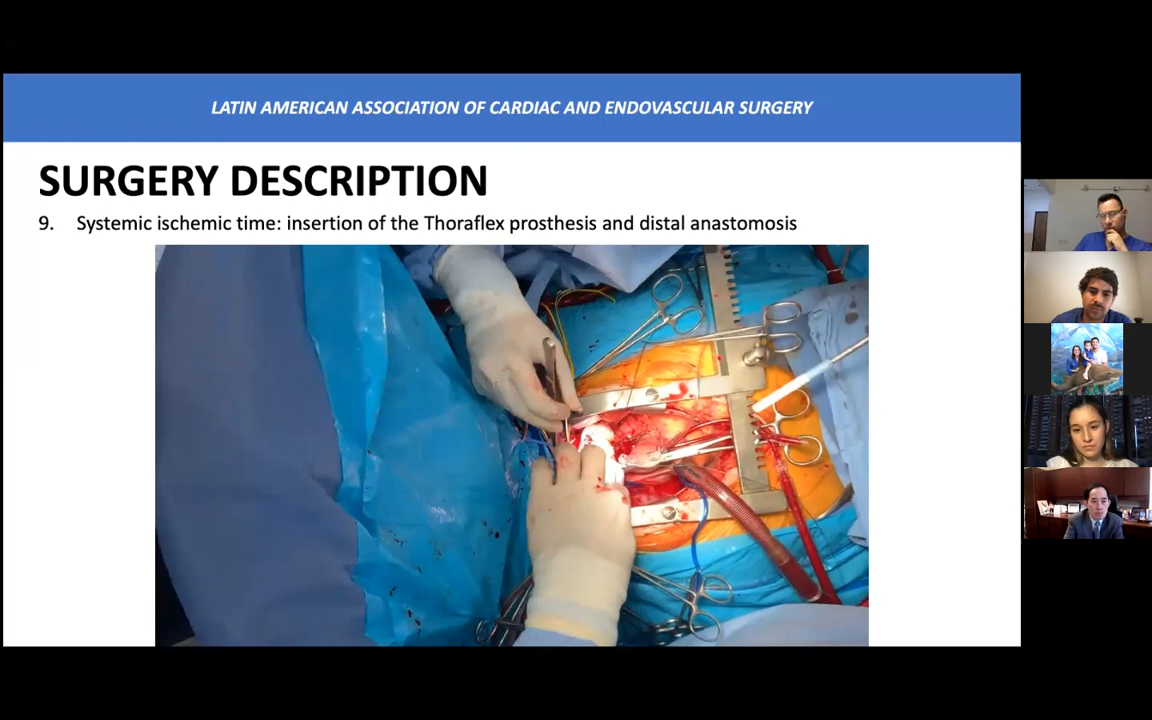 LATIN AMERICAN ASSOCIATION OF CARDIAC AND ENDOVASCULAR SURGERY
SURGERY DESCRIPTION
9. Systemic ischemic time: insertion of the Thoraflex prosthesis and distal anastomosis